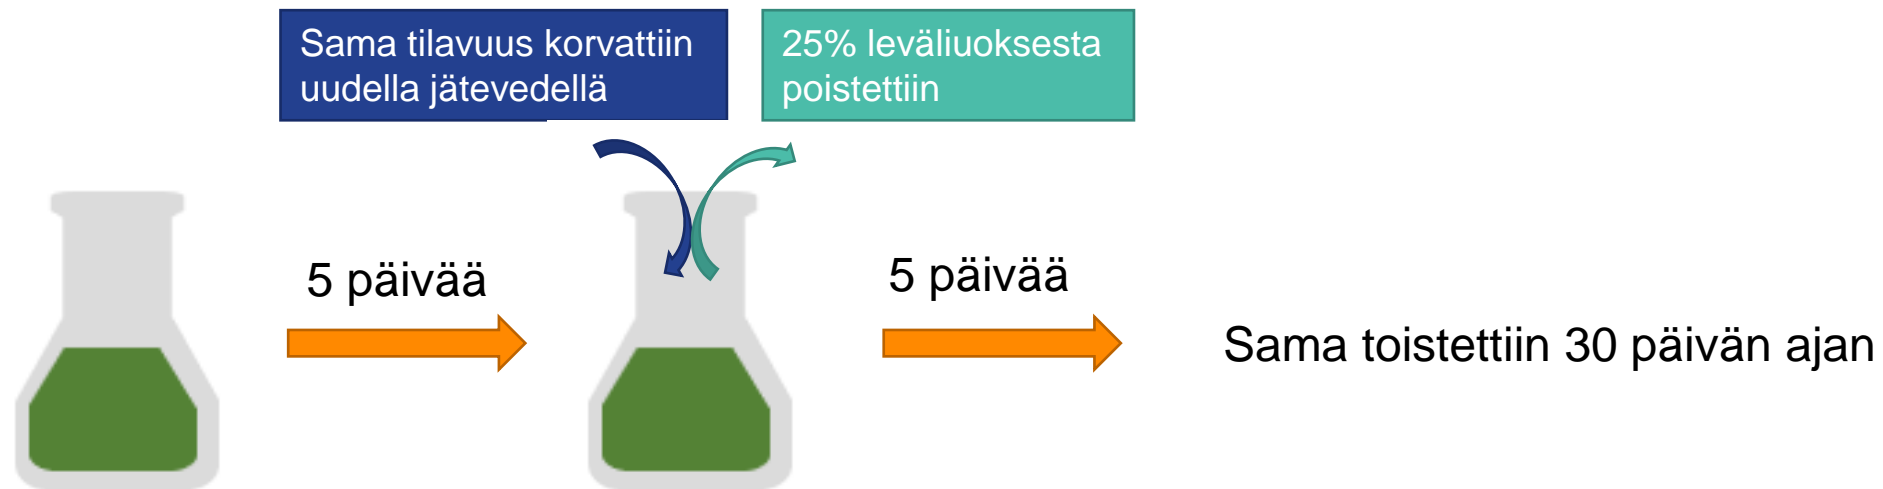 Sama tilavuus korvattiin
uudella jätevedellä
25% leväliuoksesta
poistettiin
5 päivää
5 päivää
Sama toistettiin 30 päivän ajan